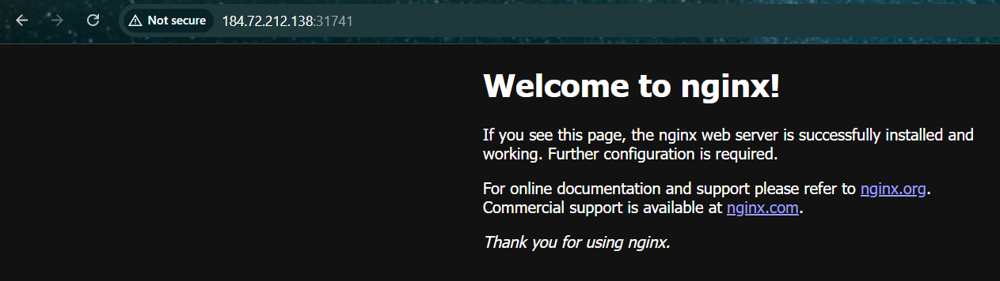 Not secure 184.72.212.138:31741
Welcome to nginx!
If you see this page, the nginx web server is successfully installed and
working. Further configuration is required.
For online documentation and support please refer to nginx.org.
Commercial support is available at nginx.com.
Thank you for using nginx.